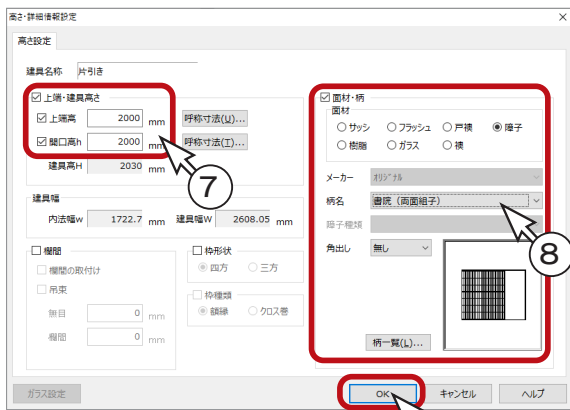 高さ・詳細情報設定
高さ設定
建具名称 片引き
上端・建具高さ
上端高 2000 mm 呼称寸法(U)...
開口高h 2000 mm 呼称寸法(T)...
建具高H 2030 mm
7
建具幅
内法幅w 1722.7 mm 建具幅W 2608.05 mm
欄間
欄間の取付け
吊束
無目 0 mm
欄間 0 mm
枠形状
四方 三方
枠種類
額縁 クロス巻
面材・柄
面材
サッシ フラッシュ 戸襖 障子
樹脂 ガラス 襖
メーカー オリジナル
柄名 書院（両面組子）
障子種類
8
角出し 無し
柄一覧(L)...
ガラス設定 OK キャンセル ヘルプ